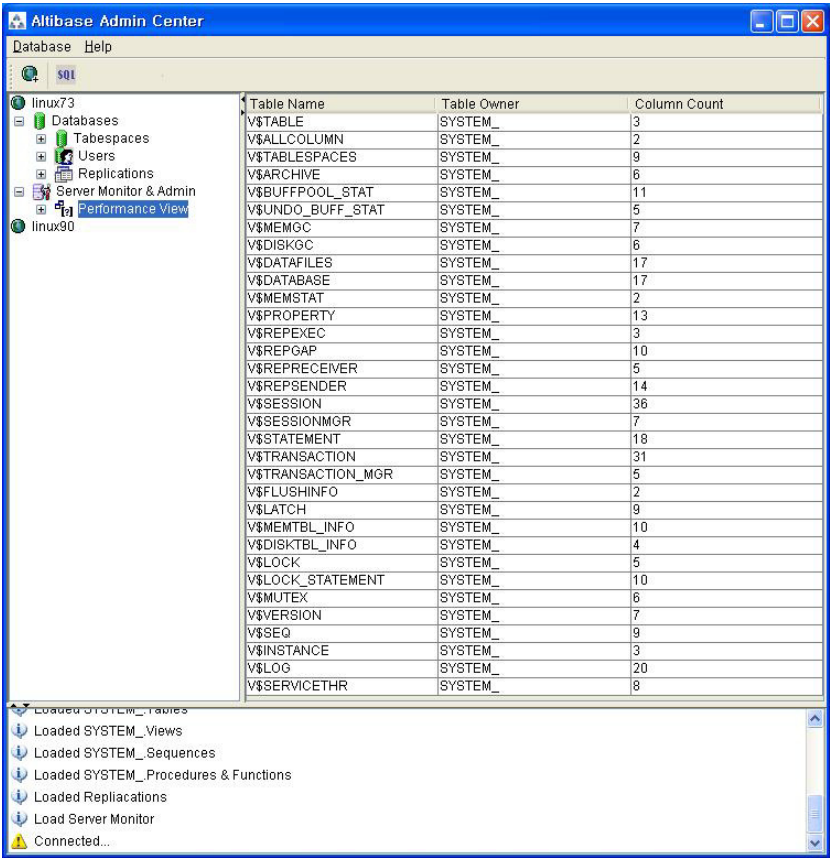 Altibase Admin Center
Database Help
SQL
linux73
Databases
Tabespaces
Users
Replications
Server Monitor & Admin
Performance View
linux90
Table Name Table Owner Column Count
V$TABLE SYSTEM_ 3
V$ALLCOLUMN SYSTEM_ 2
V$TABLESPACES SYSTEM_ 9
V$ARCHIVE SYSTEM_ 6
V$BUFFPOOL_STAT SYSTEM_ 11
V$UNDO_BUFF_STAT SYSTEM_ 5
V$MEMGC SYSTEM_ 7
V$DISKGC SYSTEM_ 6
V$DATAFILES SYSTEM_ 17
V$DATABASE SYSTEM_ 17
V$MEMSTAT SYSTEM_ 2
V$PROPERTY SYSTEM_ 13
V$REPEXEC SYSTEM_ 3
V$REPGAP SYSTEM_ 10
V$REPRECEIVER SYSTEM_ 5
V$REPSENDER SYSTEM_ 14
V$SESSION SYSTEM_ 36
V$SESSIONMGR SYSTEM_ 7
V$STATEMENT SYSTEM_ 18
V$TRANSACTION SYSTEM_ 31
V$TRANSACTION_MGR SYSTEM_ 5
V$FLUSHINFO SYSTEM_ 2
V$LATCH SYSTEM_ 9
V$MEMTBL_INFO SYSTEM_ 10
V$DISKTBL_INFO SYSTEM_ 4
V$LOCK SYSTEM_ 5
V$LOCK_STATEMENT SYSTEM_ 10
V$MUTEX SYSTEM_ 6
V$VERSION SYSTEM_ 7
V$SEQ SYSTEM_ 9
V$INSTANCE SYSTEM_ 3
V$LOG SYSTEM_ 20
V$SERVICETHR SYSTEM_ 8
Loaded SYSTEM_.Tables
Loaded SYSTEM_.Views
Loaded SYSTEM_.Sequences
Loaded SYSTEM_.Procedures & Functions
Loaded Repliacations
Load Server Monitor
Connected...